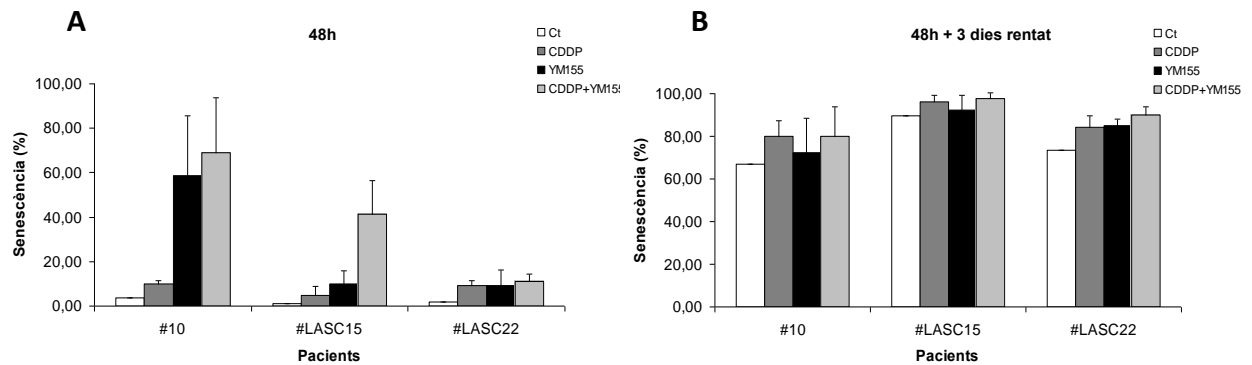 A
48h
Ct
CDDP
YM155
CDDP+YM15
Senescència (%)
100,00
80,00
60,00
40,00
20,00
0,00
#10
#LASC15
#LASC22
Pacients
B
48h + 3 dies rentat
Ct
CDDP
YM155
CDDP+YM155
Senescència (%)
100,00
80,00
60,00
40,00
20,00
0,00
#10
#LASC15
#LASC22
Pacients